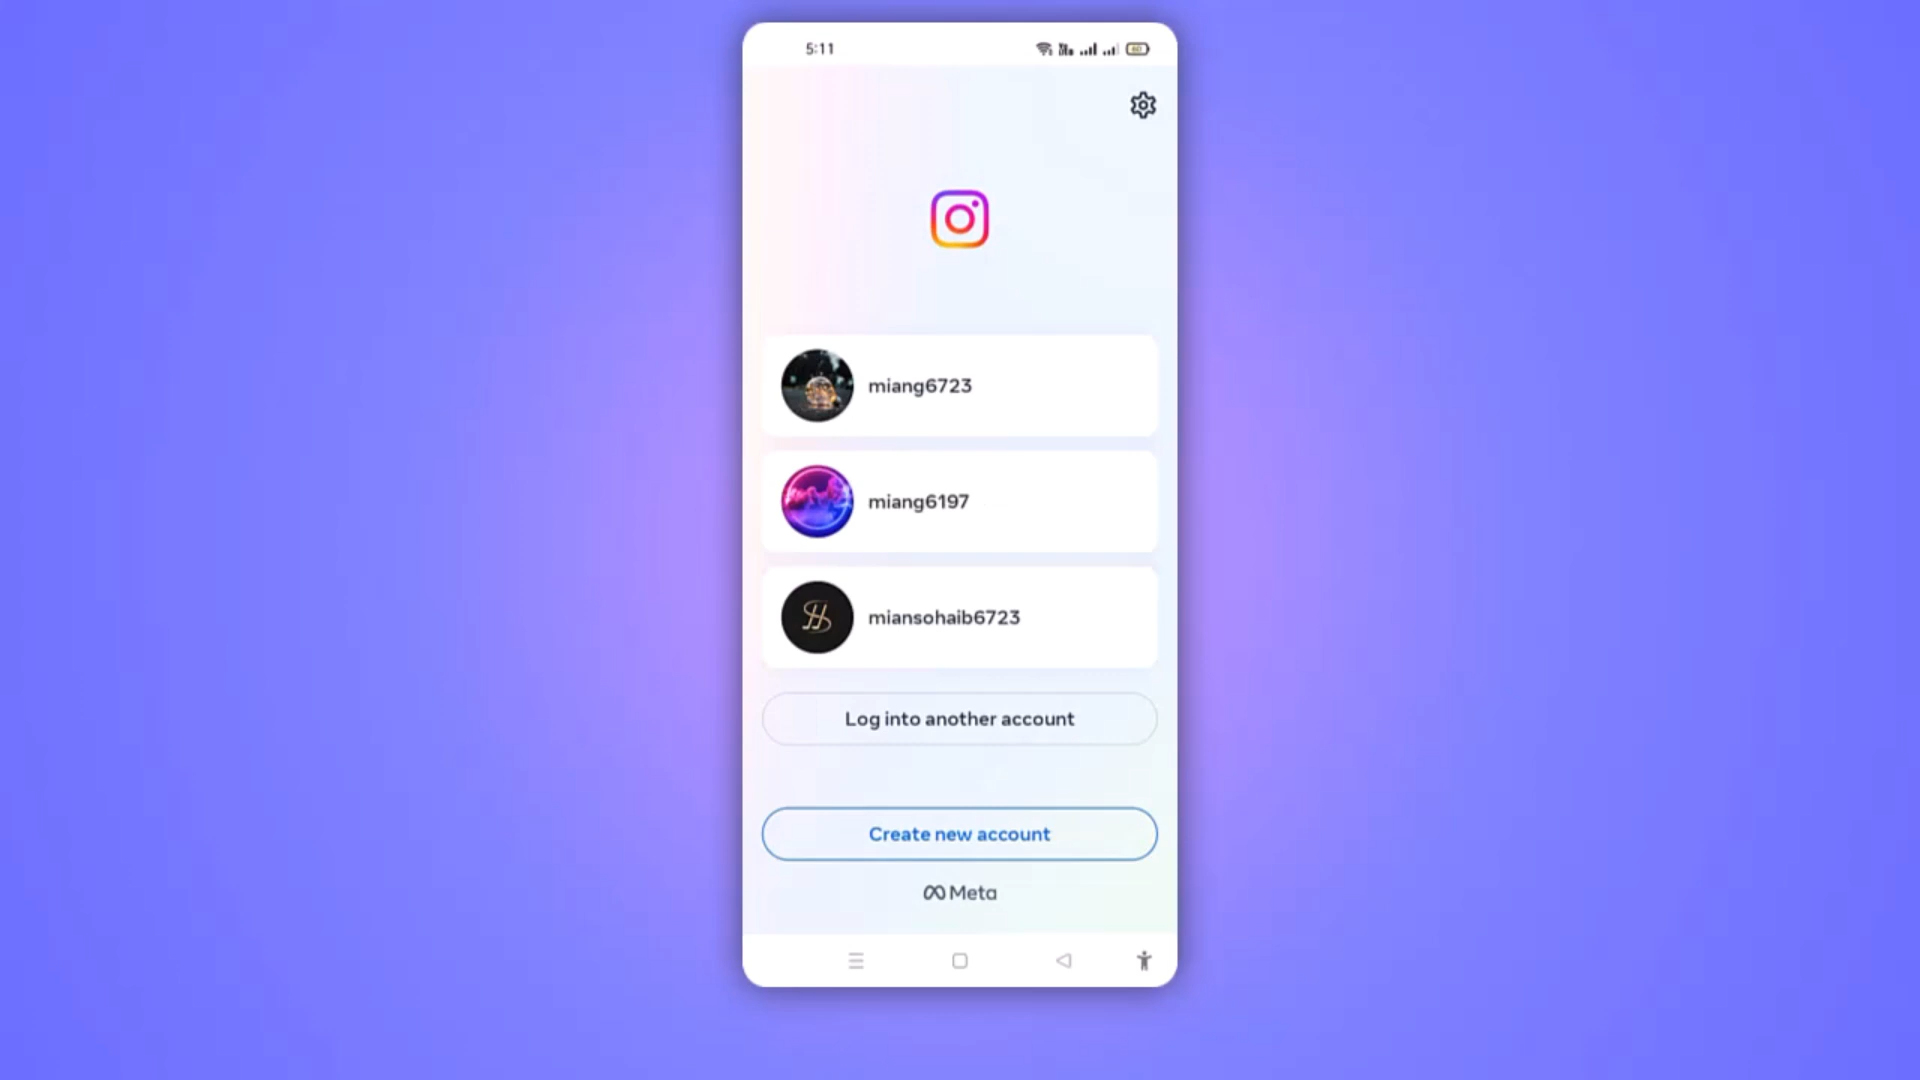 5:11
miang6723
miang6197
miansohaib6723
Log into another account
Create new account
Meta